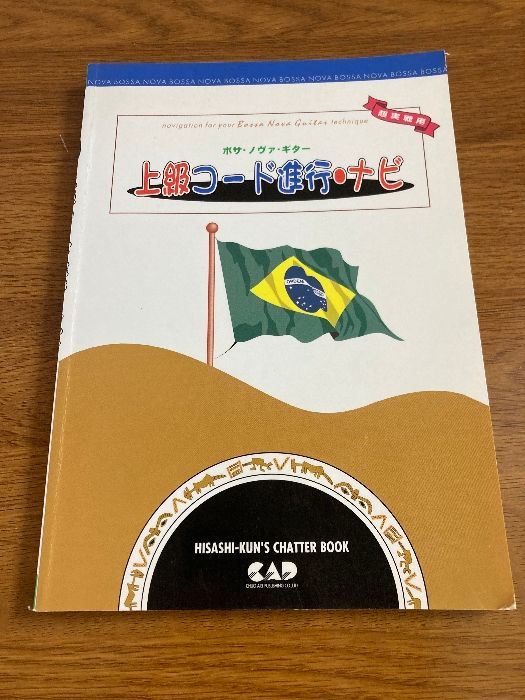 NOVA BOSSA NOVA BOSSA NOVA BOSSA NOVA BOSSA NOVA BOSSA NOVA BOSSA NOVA BOSSA
navigation for your Bossa Nova Guitar technique
超実戦用
ボサ・ノヴァ・ギター
上級コード進行・ナビ
HISASHI-KUN'S CHATTER BOOK
CAD